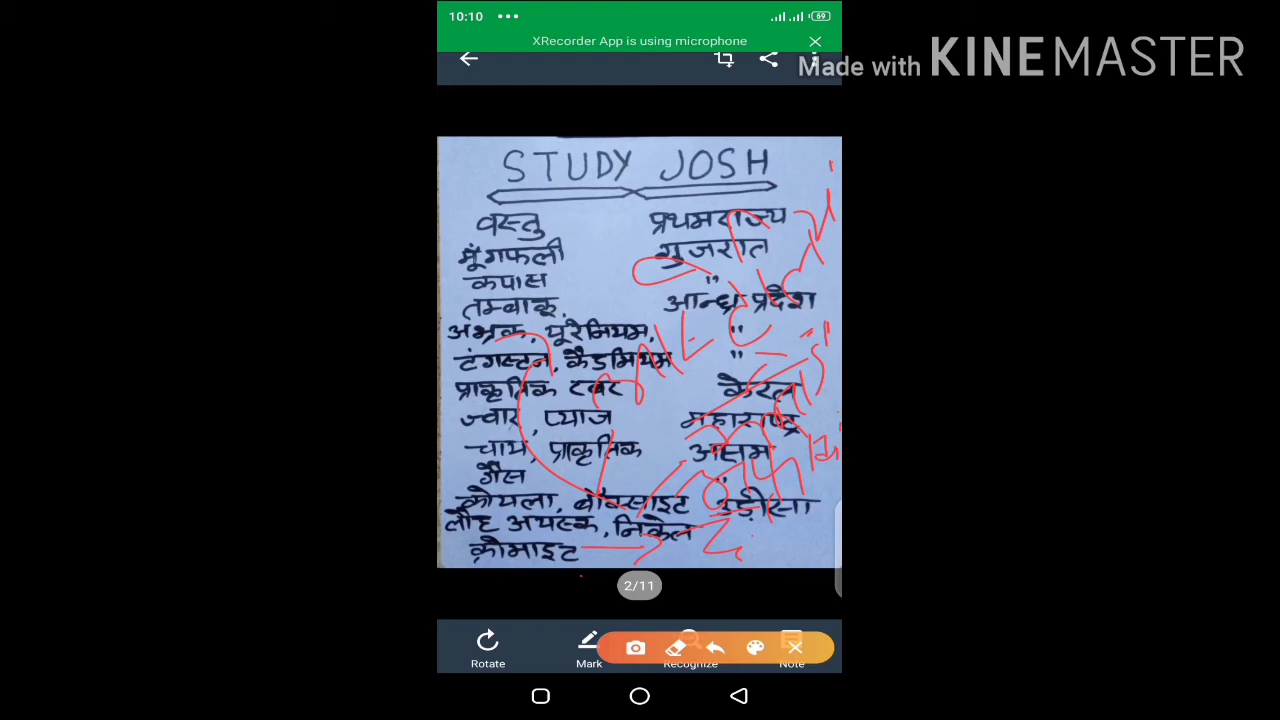 10:10
69
XRecorder App is using microphone
Made with KINEMASTER
STUDY JOSH
वस्तु प्रथम राज्य
मूँगफली गुजरात
कपास "
तम्बाकू. आन्ध्र प्रदेश
अभ्रक, यूरेनियम, "
टंगस्टन, कैडमियम "
प्राकृतिक रबर केरल
ज्वार, प्याज महाराष्ट्र
चाय, प्राकृतिक असम
गैस "
कोयला, बॉक्साइट उड़ीसा
लौह अयस्क, निकेल
क्रोमाइट
2/11
Rotate Mark Recognize Note